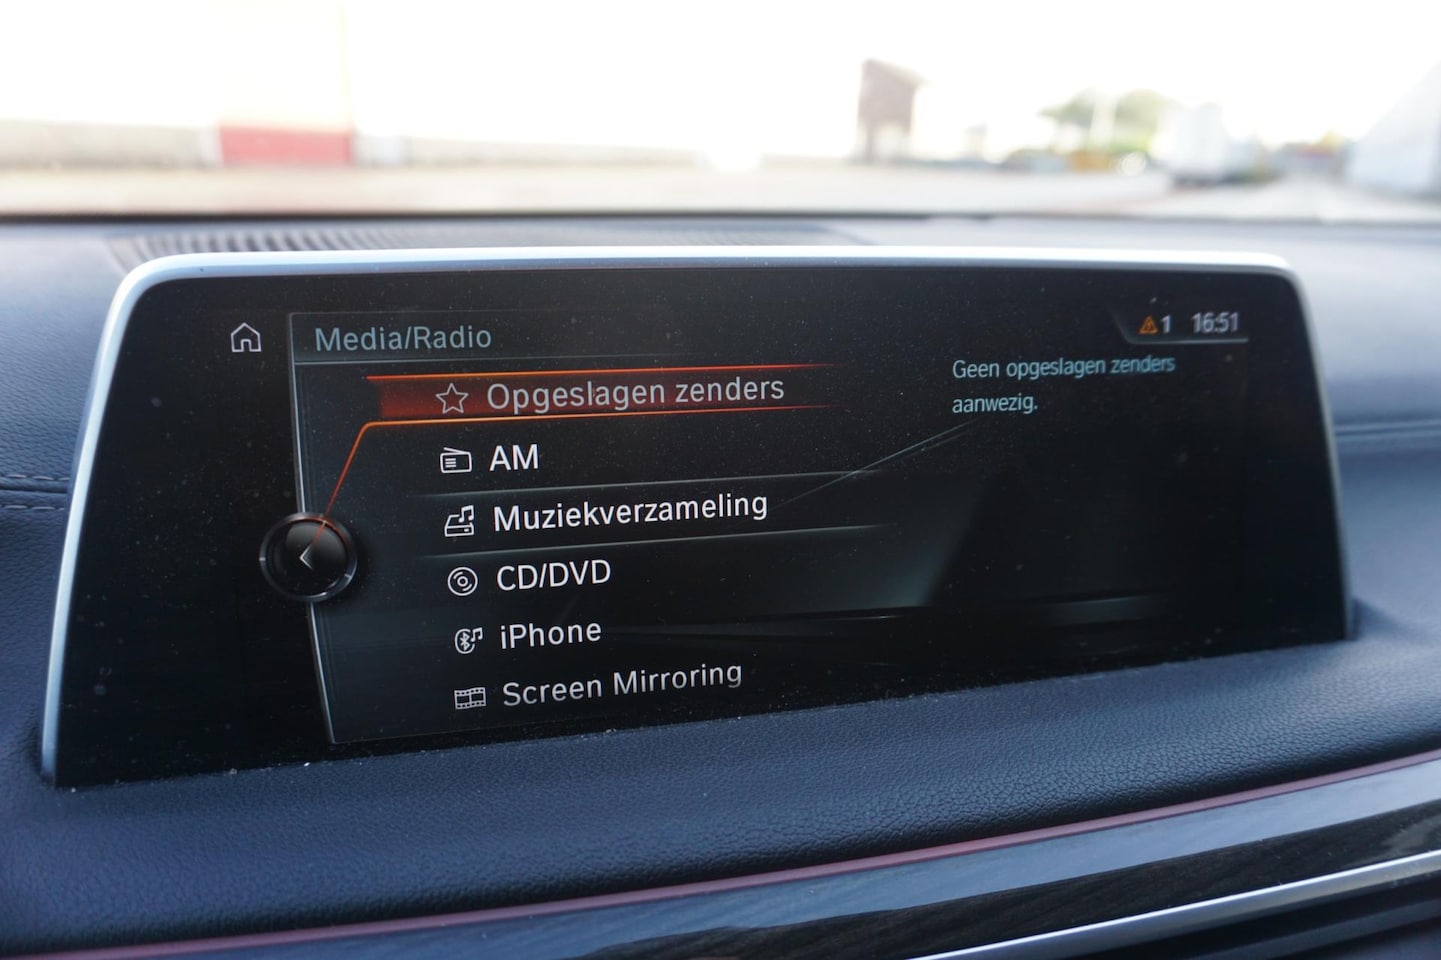 Media/Radio
1 16:51
Opgeslagen zenders
Geen opgeslagen zenders
aanwezig.
AM
Muziekverzameling
CD/DVD
iPhone
Screen Mirroring